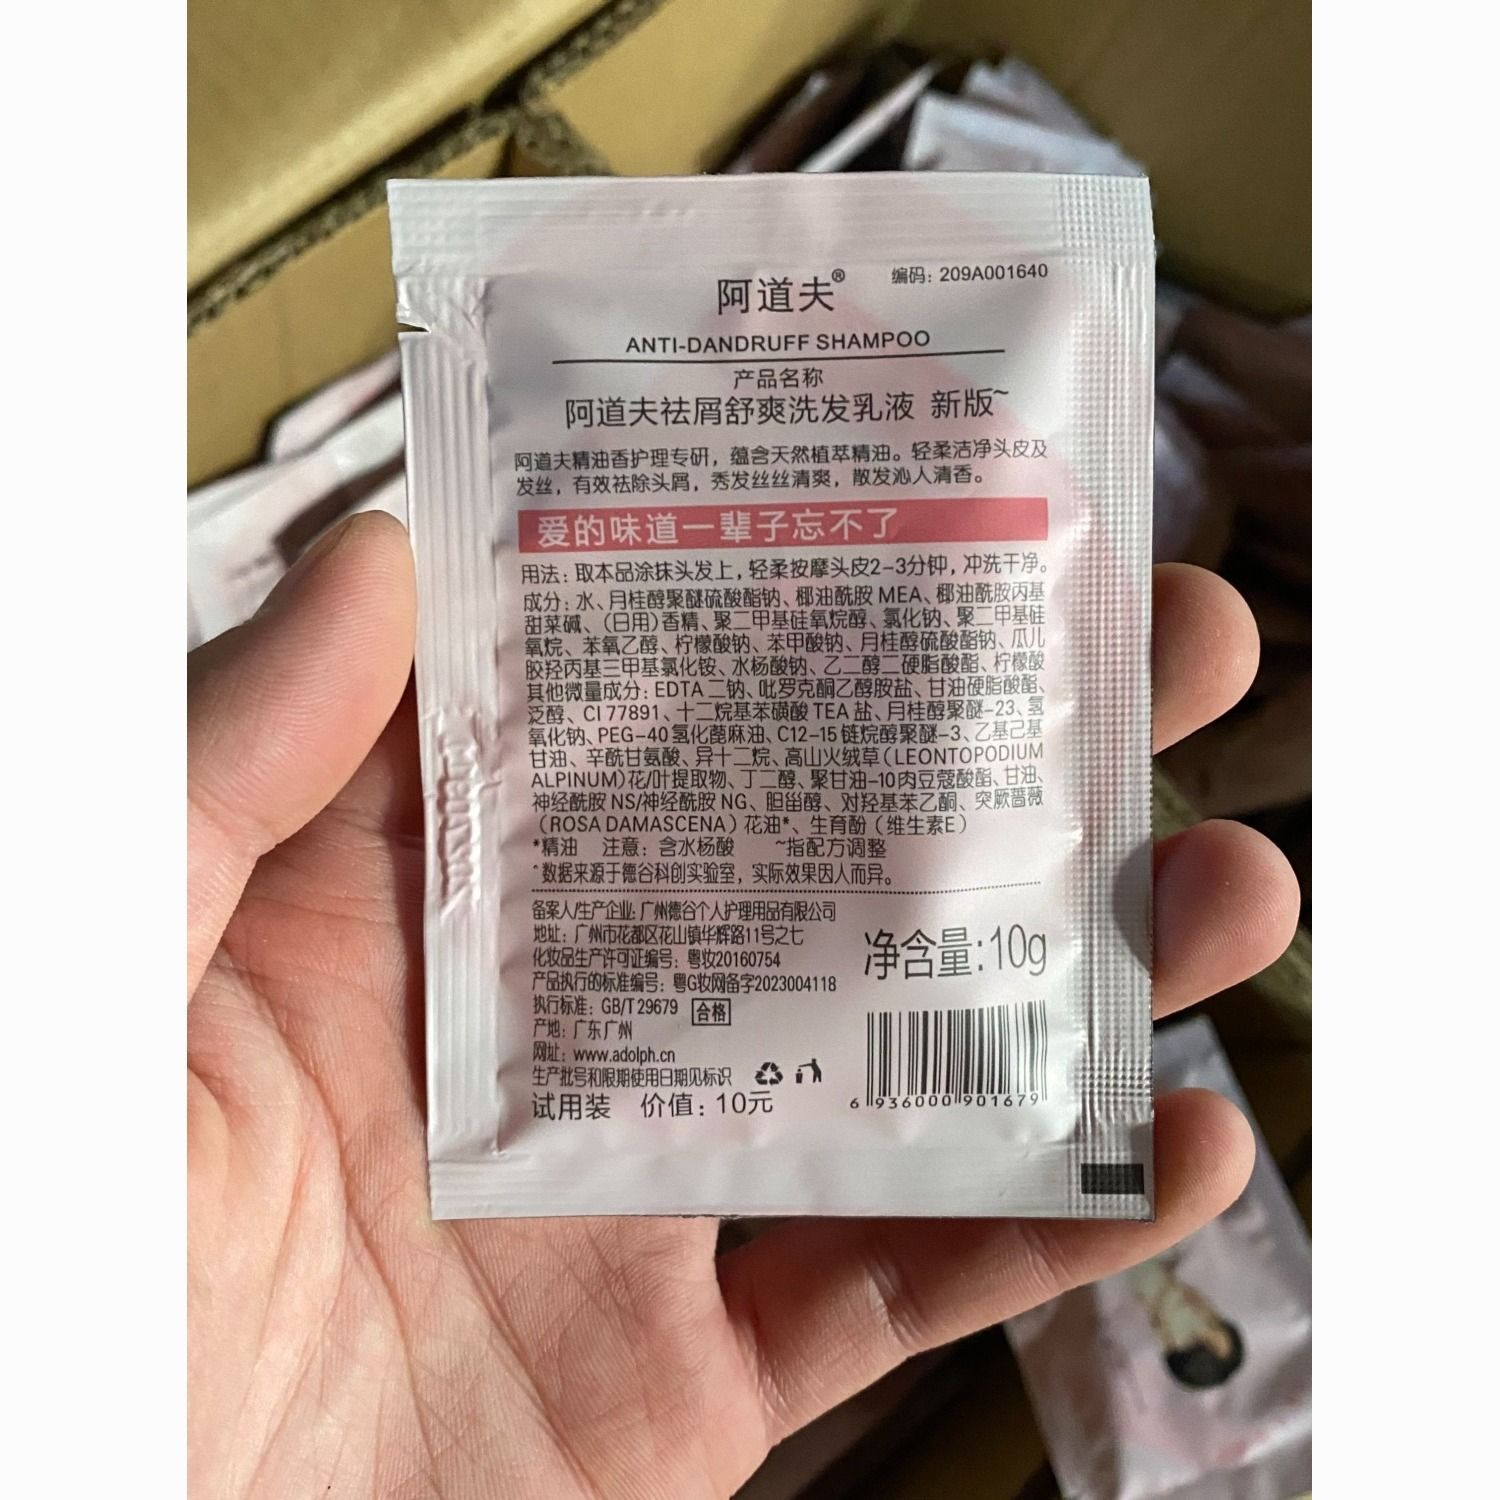 阿道夫®
编码：209A001640
ANTI-DANDRUFF SHAMPOO
产品名称
阿道夫祛屑舒爽洗发乳液 新版~
阿道夫精油香护理专研，蕴含天然植萃精油。轻柔洁净头皮及
发丝，有效祛除头屑，秀发丝丝清爽，散发沁人清香。
爱的味道一辈子忘不了
用法：取本品涂抹头发上，轻柔按摩头皮2-3分钟，冲洗干净。
成分：水、月桂醇聚醚硫酸酯钠、椰油酰胺 MEA、椰油酰胺丙基
甜菜碱、（日用）香精、聚二甲基硅氧烷醇、氯化钠、聚二甲基硅
氧烷、苯氧乙醇、柠檬酸钠、苯甲酸钠、月桂醇硫酸酯钠、瓜儿
胶羟丙基三甲基氯化铵、水杨酸钠、乙二醇二硬脂酸酯、柠檬酸
其他微量成分：EDTA 二钠、吡罗克酮乙醇胺盐、甘油硬脂酸酯、
泛醇、CI 77891、十二烷基苯磺酸 TEA 盐、月桂醇聚醚-23、氢
氧化钠、PEG-40 氢化蓖麻油、C12-15 链烷醇聚醚-3、乙基己基
甘油、辛酰甘氨酸、异十二烷、高山火绒草（LEONTOPODIUM
ALPINUM）花/叶提取物、丁二醇、聚甘油-10肉豆蔻酸酯、甘油、
神经酰胺 NS/神经酰胺 NG、胆甾醇、对羟基苯乙酮、突厥蔷薇
（ROSA DAMASCENA）花油*、生育酚（维生素E）
*精油 注意：含水杨酸 ~指配方调整
^数据来源于德谷科创实验室，实际效果因人而异。
备案人/生产企业：广州德谷个人护理用品有限公司
地址：广州市花都区花山镇华辉路11号之七
化妆品生产许可证编号：粤妆20160754
产品执行的标准编号：粤G妆网备字2023004118
执行标准：GB/T 29679 合格
产地：广东广州
网址：www.adolph.cn
生产批号和限期使用日期见标识
试用装 价值：10元
净含量:10g
6 936000 901679